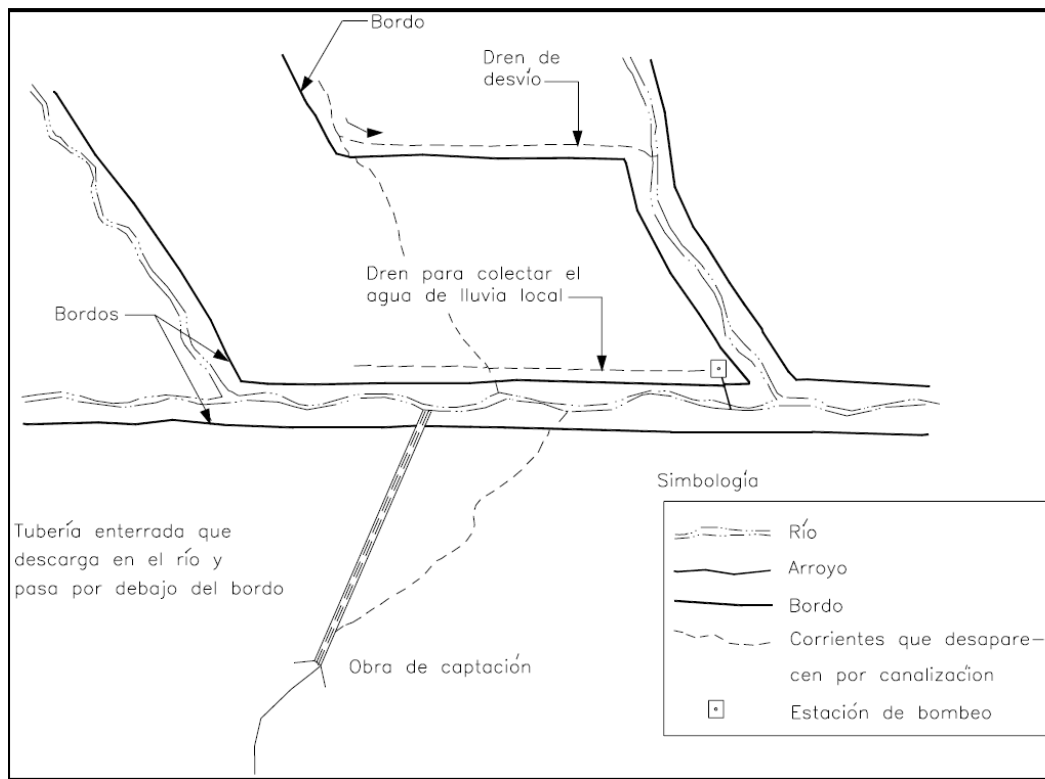 Bordo
Dren de
desvío
Dren para colectar el
agua de lluvia local
Bordos
Simbología
Río
Arroyo
Bordo
Corrientes que desapare-
cen por canalizacíon
Estación de bombeo
Tubería enterrada que
descarga en el río y
pasa por debajo del bordo
Obra de captación